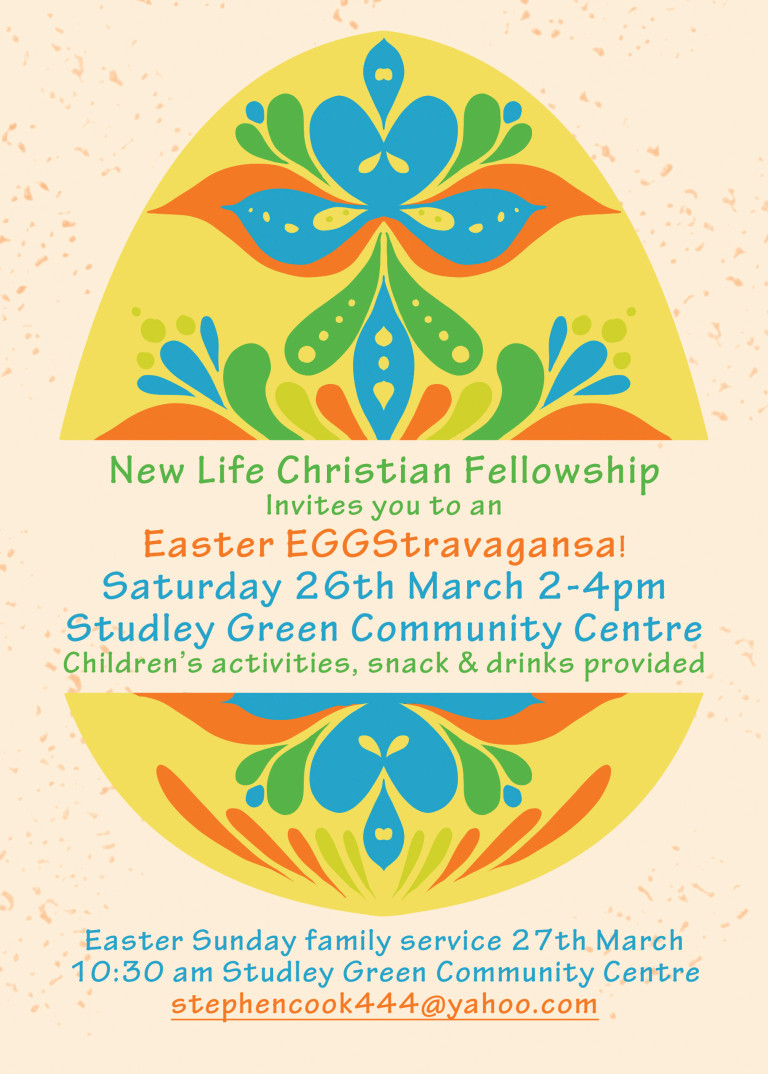 New Life Christian Fellowship
Invites you to an
Easter EGGStravagansa!
Saturday 26th March 2-4pm
Studley Green Community Centre
Children's activities, snack & drinks provided
Easter Sunday family service 27th March
10:30 am Studley Green Community Centre
stephencook444@yahoo.com